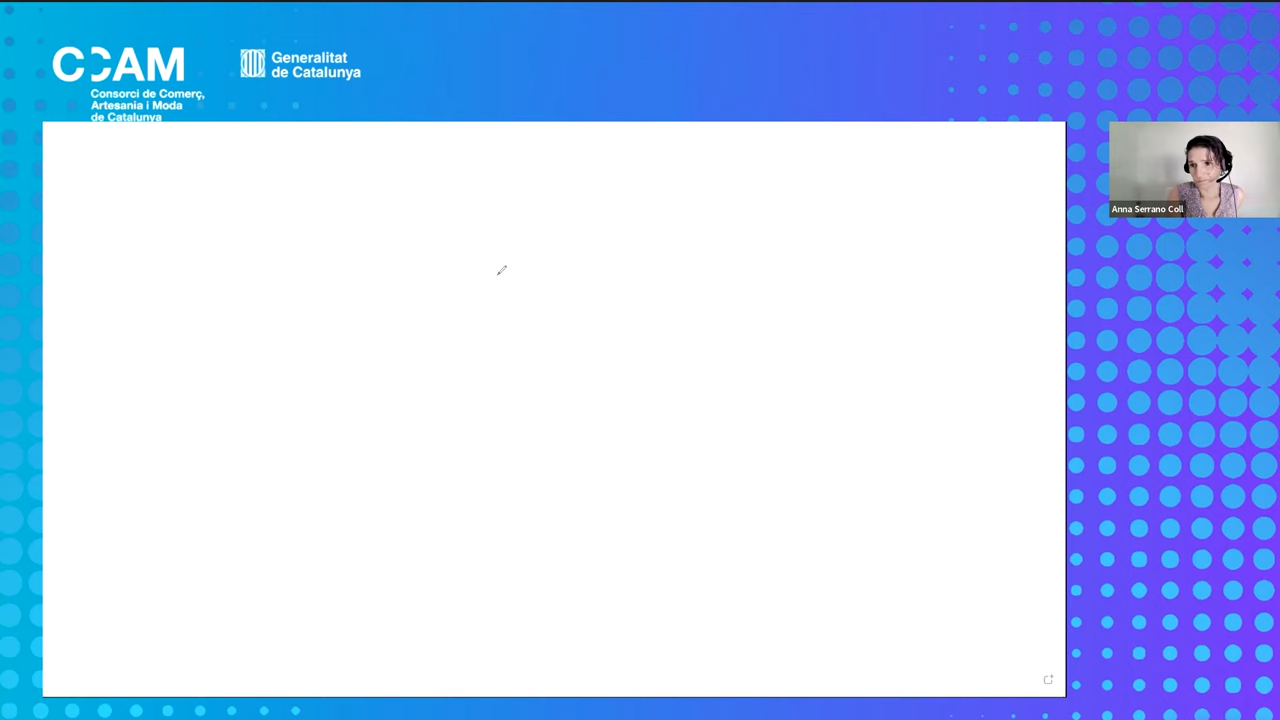 CCAM
Consorci de Comerç,
Artesania i Moda
de Catalunya
Generalitat
de Catalunya
Anna Serrano Coll